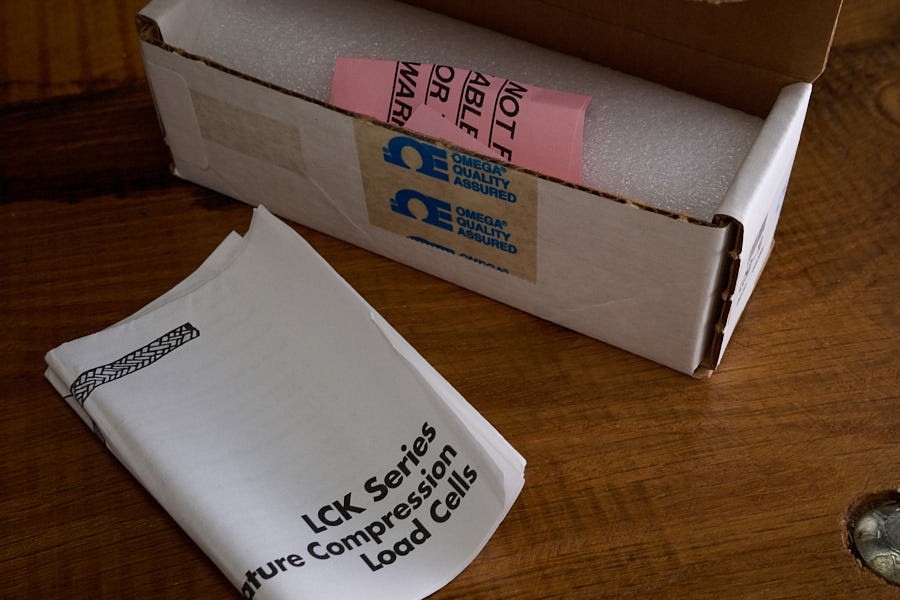 NOT F
ABLE
OR
WAR
OMEGA®
QUALITY
ASSURED
OMEGA®
QUALITY
ASSURED
LCK Series
ature Compression
Load Cells